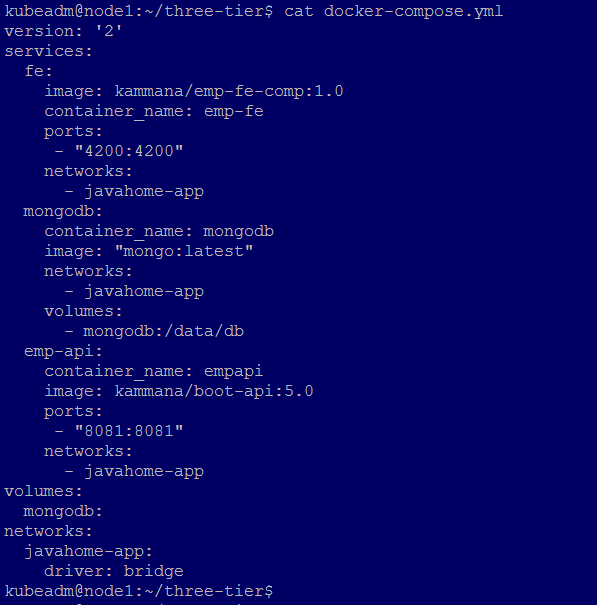 kubeadm@node1:~/three-tier$ cat docker-compose.yml
version: '2'
services:
  fe:
    image: kammana/emp-fe-comp:1.0
    container_name: emp-fe
    ports:
     - "4200:4200"
    networks:
      - javahome-app
  mongodb:
    container_name: mongodb
    image: "mongo:latest"
    networks:
      - javahome-app
    volumes:
      - mongodb:/data/db
  emp-api:
    container_name: empapi
    image: kammana/boot-api:5.0
    ports:
     - "8081:8081"
    networks:
      - javahome-app
volumes:
  mongodb:
networks:
  javahome-app:
    driver: bridge
kubeadm@node1:~/three-tier$